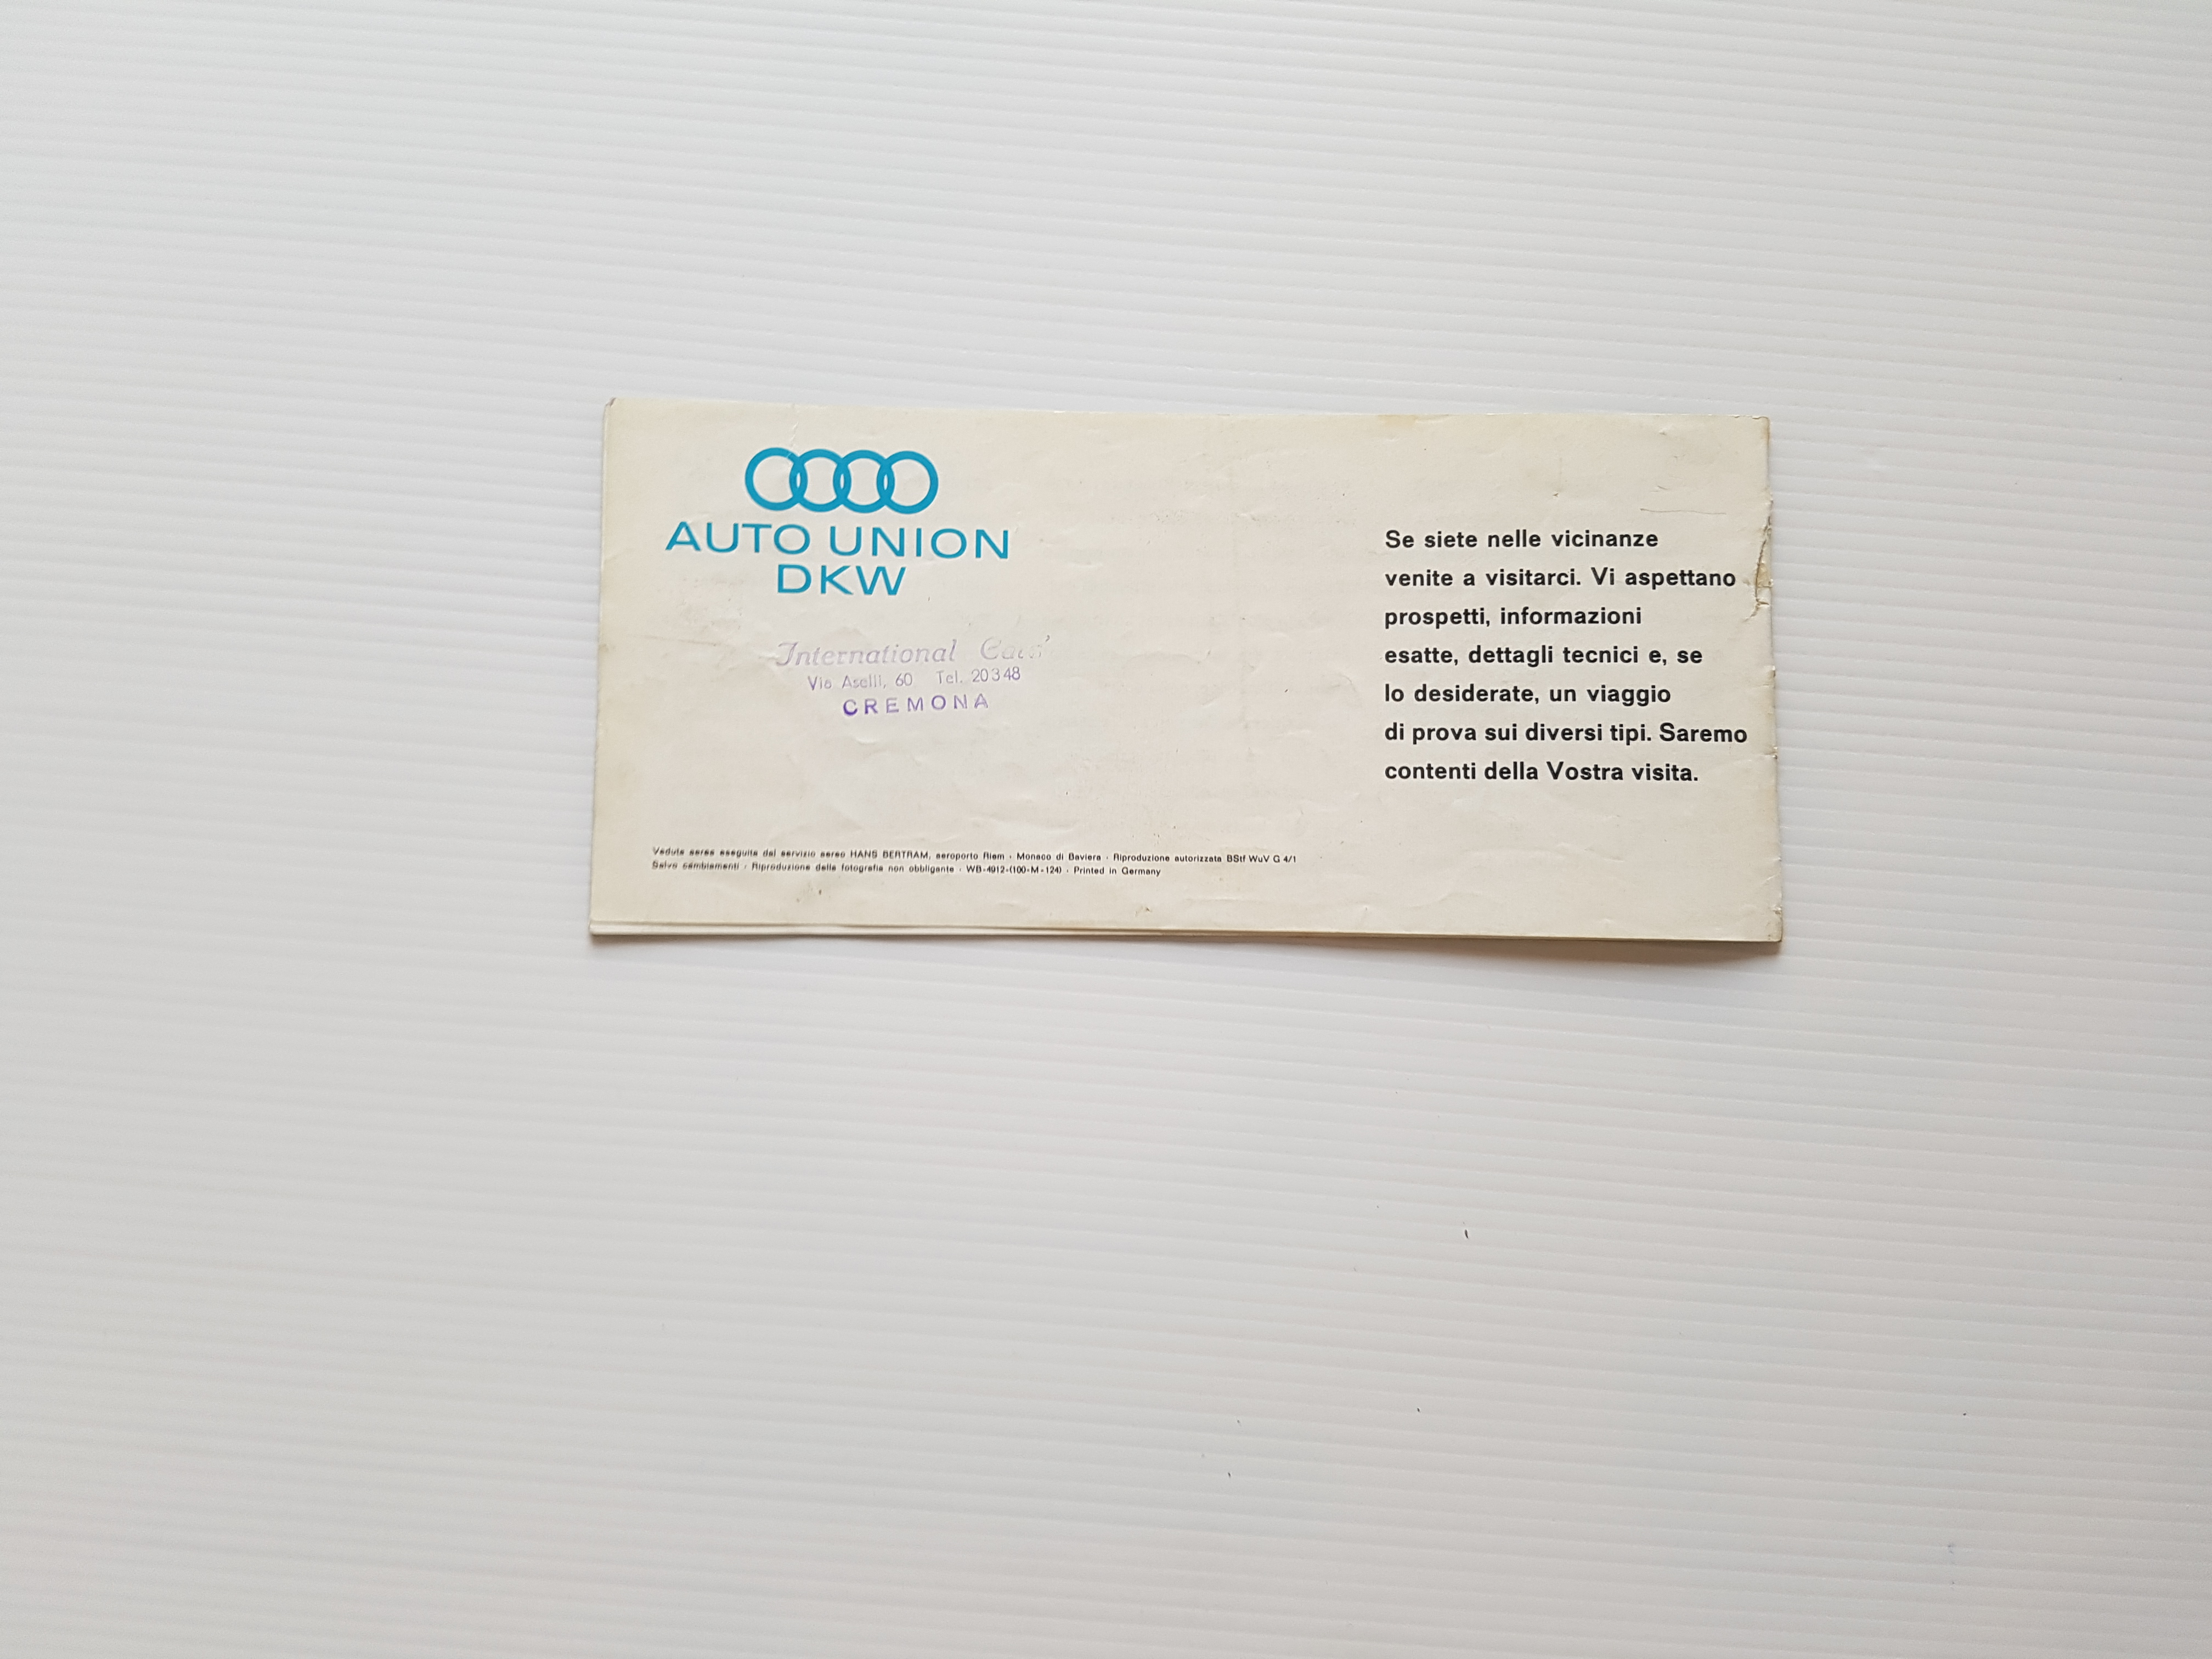 AUTO UNION
DKW
International
Via Aselli, 60 Tel. 20348
CREMONA
Se siete nelle vicinanze
venite a visitarci. Vi aspettano
prospetti, informazioni
esatte, dettagli tecnici e, se
lo desiderate, un viaggio
di prova sui diversi tipi. Saremo
contenti della Vostra visita.
Veduta aerea eseguita dal servizio aereo HANS BERTRAM, aeroporto Riem · Monaco di Baviera · Riproduzione autorizzata BStf WuV G 4/1
Salvo cambiamenti · Riproduzione della fotografia non obbligante · WB-4912-(100-M-124) · Printed in Germany